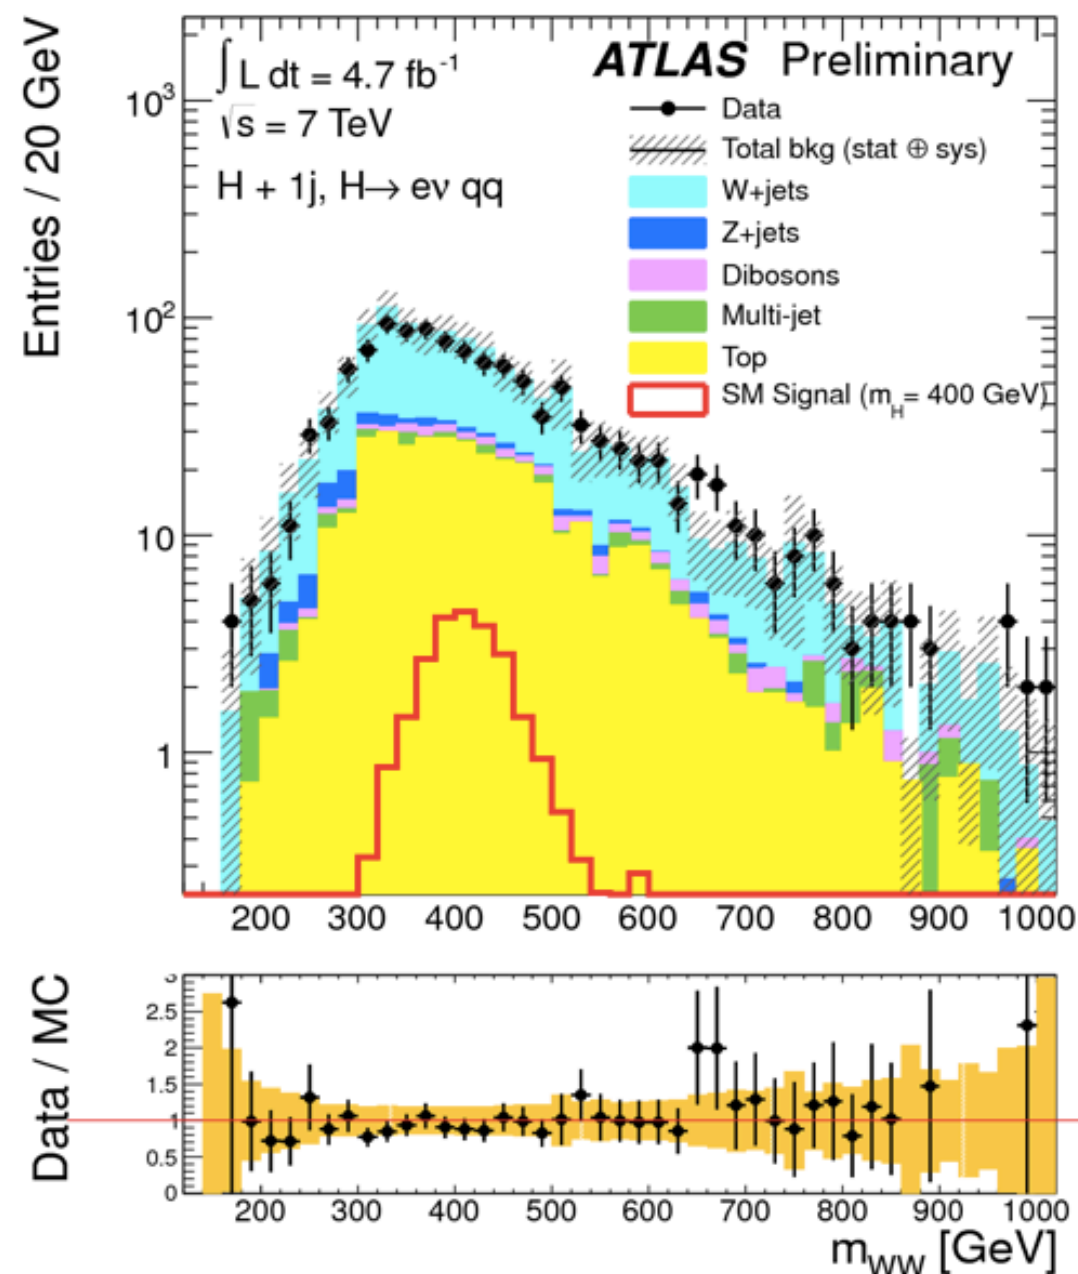 ATLAS Preliminary
∫ L dt = 4.7 fb⁻¹
√s = 7 TeV
H + 1j, H→ eν qq
Data
Total bkg (stat ⊕ sys)
W+jets
Z+jets
Dibosons
Multi-jet
Top
SM Signal (m_H = 400 GeV)
Entries / 20 GeV
10³
10²
10
1
200 300 400 500 600 700 800 900 1000
Data / MC
3
2.5
2
1.5
1
0.5
0
200 300 400 500 600 700 800 900 1000
m_WW [GeV]